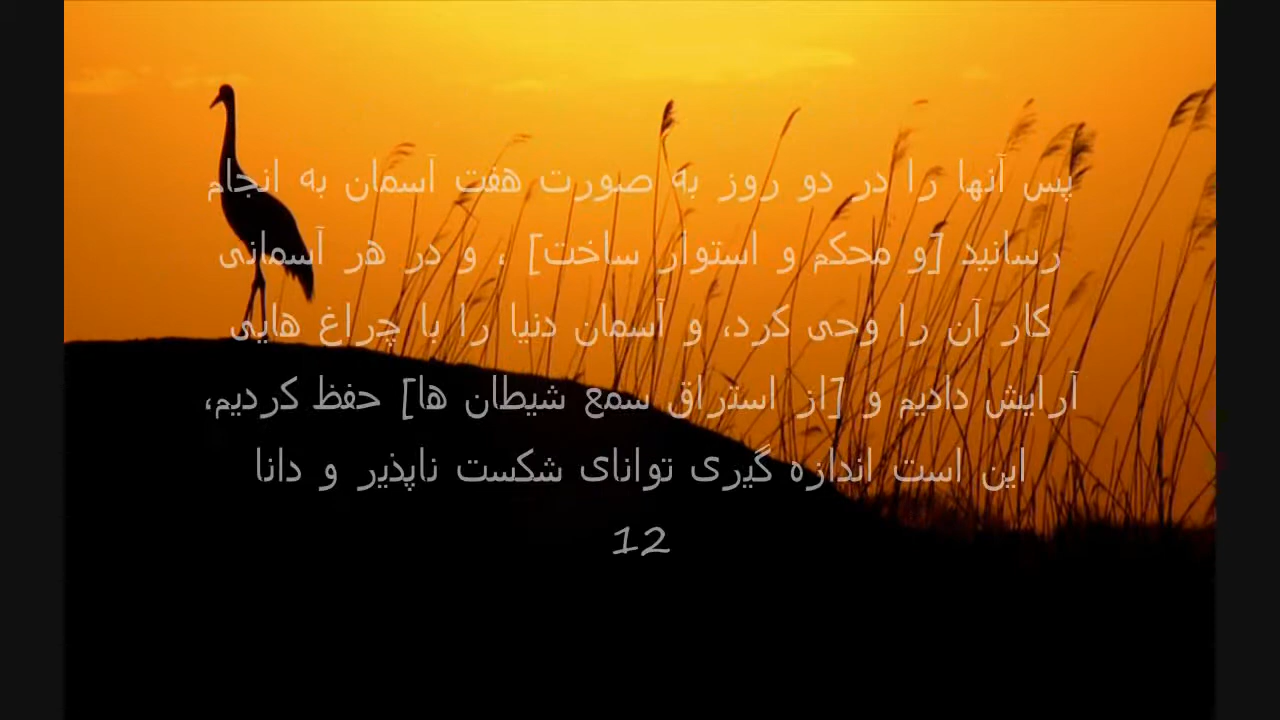 پس آنها را در دو روز به صورت هفت آسمان به انجام
رسانید [و محکم و استوار ساخت] ، و در هر آسمانی
کار آن را وحی کرد، و آسمان دنیا را با چراغ هایی
آرایش دادیم و [از استراق سمع شیطان ها] حفظ کردیم،
این است اندازه گیری توانای شکست ناپذیر و دانا
12